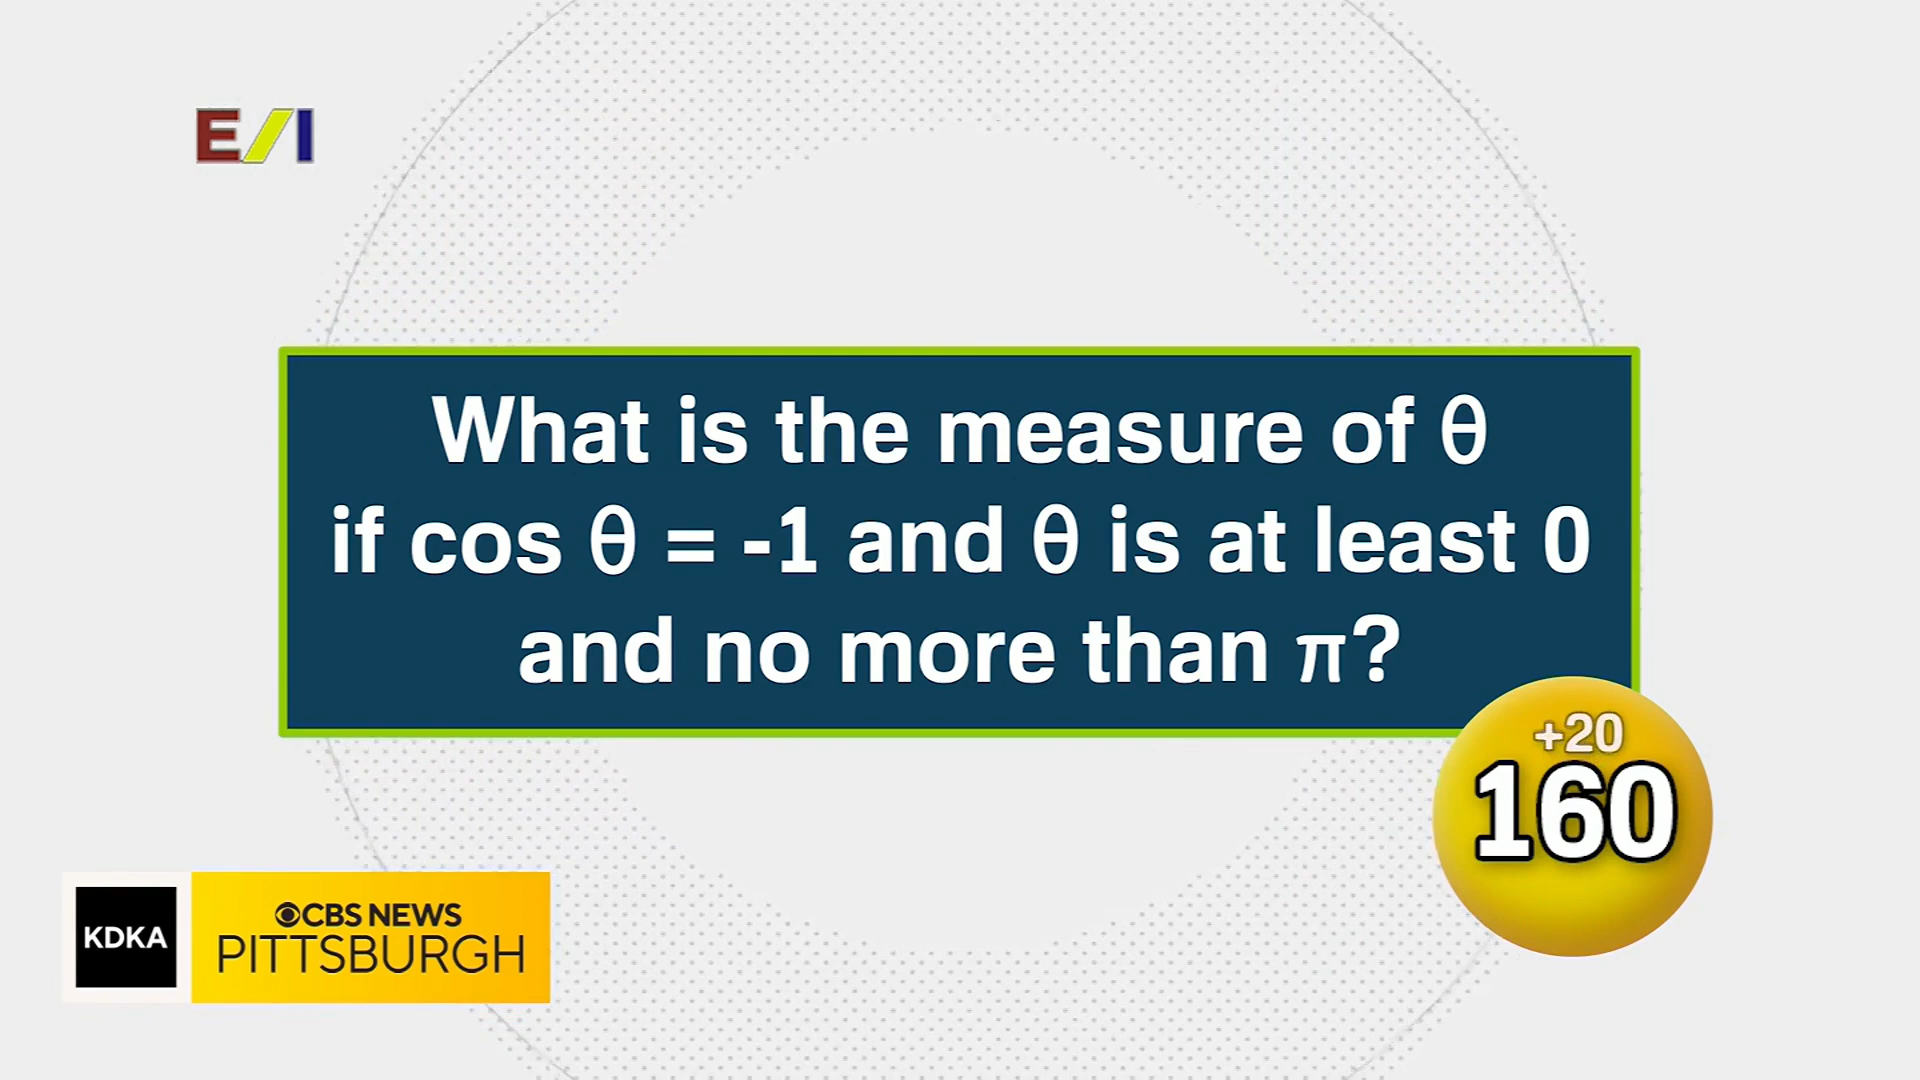 E/I
What is the measure of θ
if cos θ = -1 and θ is at least 0
and no more than π?
+20
160
KDKA
CBS NEWS
PITTSBURGH